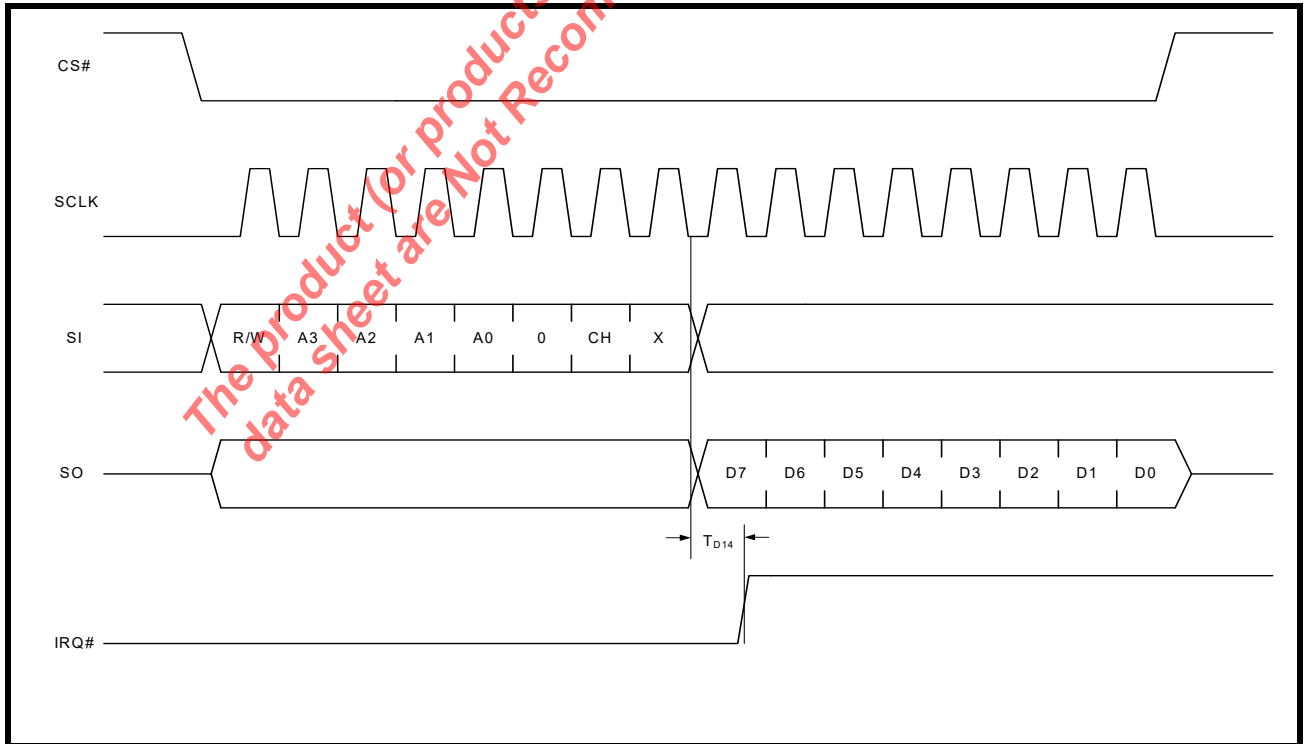 The product (or product
data sheet are Not Recom
CS#
SCLK
SI
R/W A3 A2 A1 A0 0 CH X
SO
D7 D6 D5 D4 D3 D2 D1 D0
TD14
IRQ#